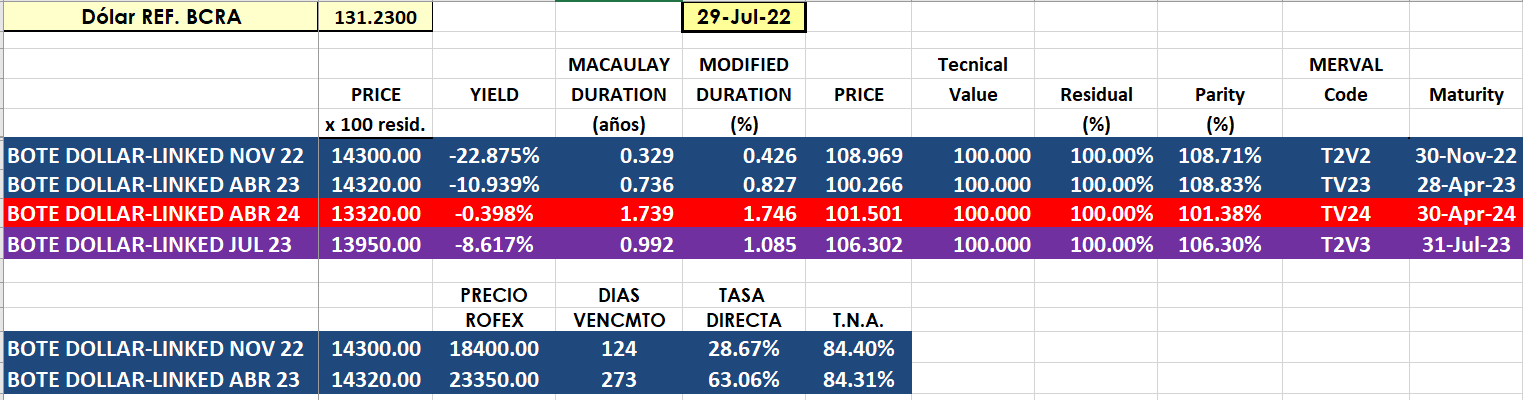 Dólar REF. BCRA 131.2300 29-Jul-22
MACAULAY MODIFIED Tecnical MERVAL
PRICE YIELD DURATION DURATION PRICE Value Residual Parity Code Maturity
x 100 resid. (años) (%) (%) (%)
BOTE DOLLAR-LINKED NOV 22 14300.00 -22.875% 0.329 0.426 108.969 100.000 100.00% 108.71% T2V2 30-Nov-22
BOTE DOLLAR-LINKED ABR 23 14320.00 -10.939% 0.736 0.827 100.266 100.000 100.00% 108.83% TV23 28-Apr-23
BOTE DOLLAR-LINKED ABR 24 13320.00 -0.398% 1.739 1.746 101.501 100.000 100.00% 101.38% TV24 30-Apr-24
BOTE DOLLAR-LINKED JUL 23 13950.00 -8.617% 0.992 1.085 106.302 100.000 100.00% 106.30% T2V3 31-Jul-23
PRECIO DIAS TASA
ROFEX VENCMTO DIRECTA T.N.A.
BOTE DOLLAR-LINKED NOV 22 14300.00 18400.00 124 28.67% 84.40%
BOTE DOLLAR-LINKED ABR 23 14320.00 23350.00 273 63.06% 84.31%